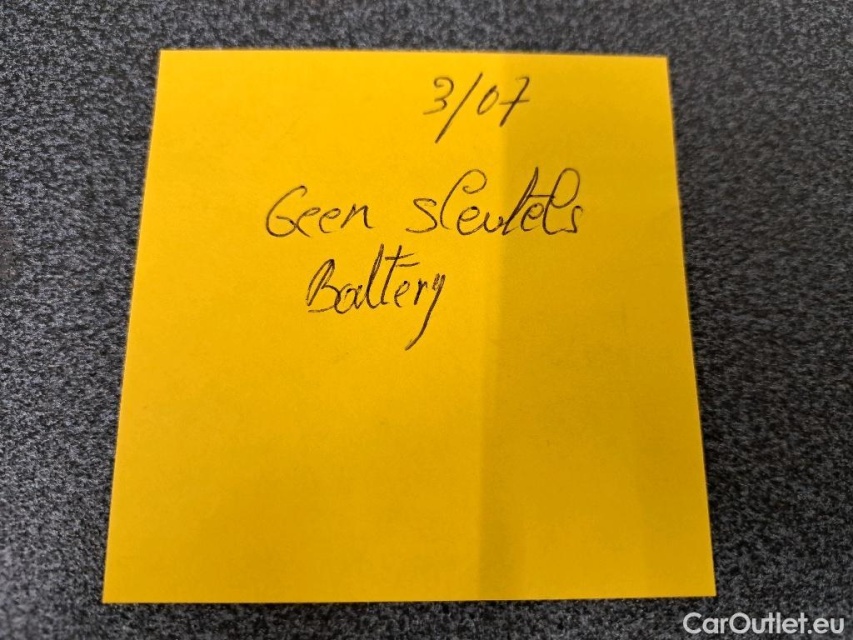 3/07
Geen sleutels
Battery
CarOutlet.eu